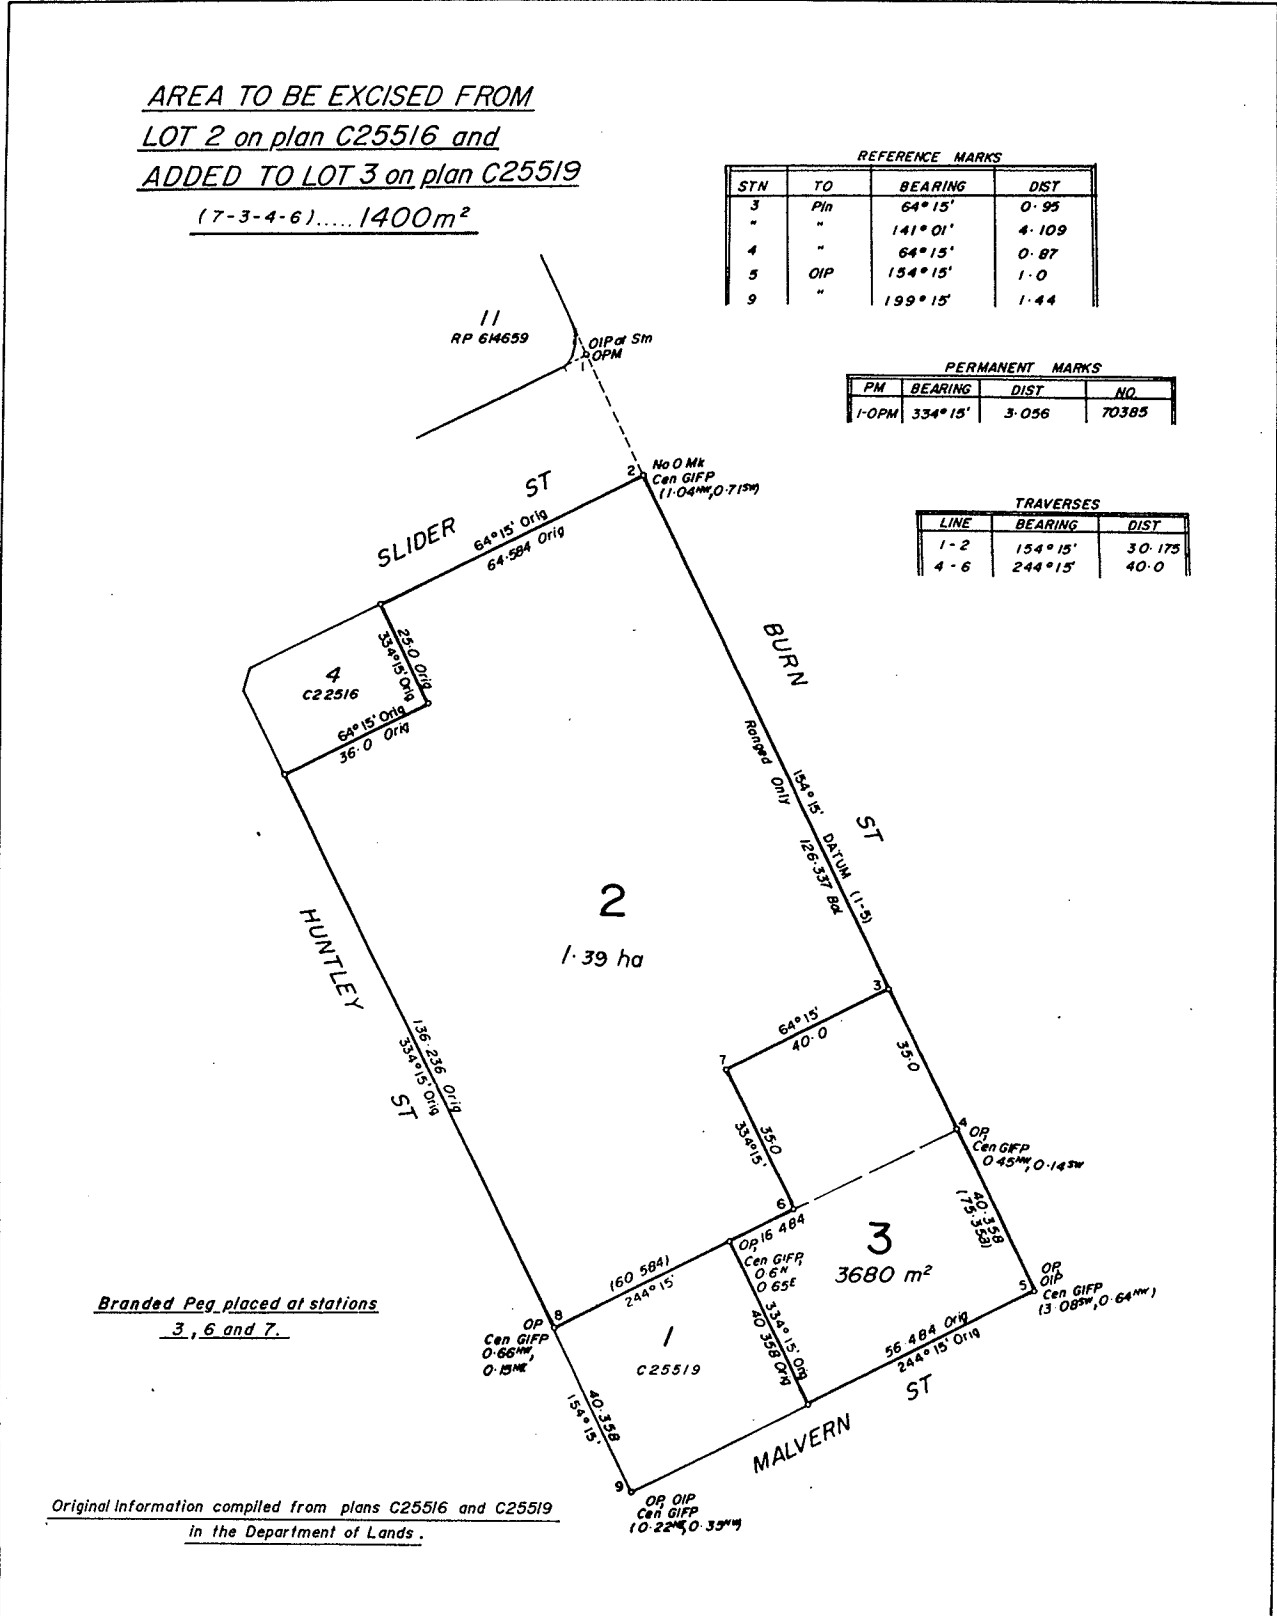 AREA TO BE EXCISED FROM
LOT 2 on plan C25516 and
ADDED TO LOT 3 on plan C25519
(7-3-4-6)..... 1400m²
REFERENCE MARKS
STN TO BEARING DIST
3 Pin 64°15' 0·95
" " 141°01' 4·109
4 " 64°15' 0·87
5 OIP 154°15' 1·0
9 " 199°15' 1·44
PERMANENT MARKS
PM BEARING DIST NO.
1-OPM 334°15' 3·056 70385
TRAVERSES
LINE BEARING DIST
1-2 154°15' 30·175
4-6 244°15' 40·0
11
RP 614659
OIP at Stn
OPM
1
2
No O Mk
Cen GIFP
(1·04NW, 0·71SW)
SLIDER ST
64°15' Orig
64·584 Orig
25·0 Orig
334°15' Orig
4
C22516
64°15' Orig
36·0 Orig
BURN ST
Ranged Only
154°15' DATUM (1-5)
126·337 Bal
2
1·39 ha
HUNTLEY ST
136·236 Orig
334°15' Orig
3
64°15'
40·0
35·0
7
35·0
334°15'
4
OP,
Cen GIFP
0·45NW, 0·14SW
6
16 484
OP,
Cen GIFP,
0·6N
0·65E
3
3680 m²
40·358
(75·358)
5
OP,
OIP
Cen GIFP
(3·08SW, 0·64NW)
(60 584)
244°15'
334°15' Orig
40 358 Orig
56·484 Orig
244°15' Orig
Branded Peg placed at stations
3, 6 and 7.
8
OP
Cen GIFP
0·66NW,
1
C25519
40·358
154°15'
MALVERN ST
9
OP, OIP
Cen GIFP
Original Information compiled from plans C25516 and C25519
in the Department of Lands.